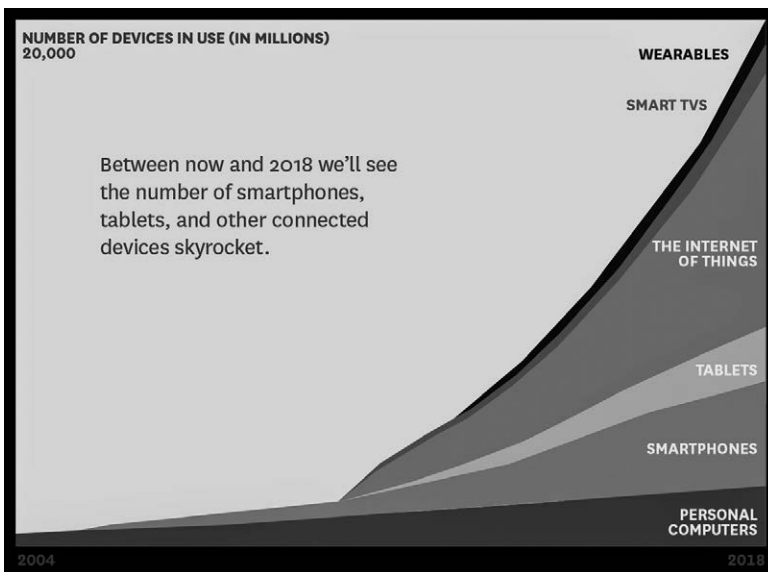 NUMBER OF DEVICES IN USE (IN MILLIONS)
20,000
WEARABLES
SMART TVS
Between now and 2018 we'll see
the number of smartphones,
tablets, and other connected
devices skyrocket.
THE INTERNET
OF THINGS
TABLETS
SMARTPHONES
PERSONAL
COMPUTERS
2004
2018